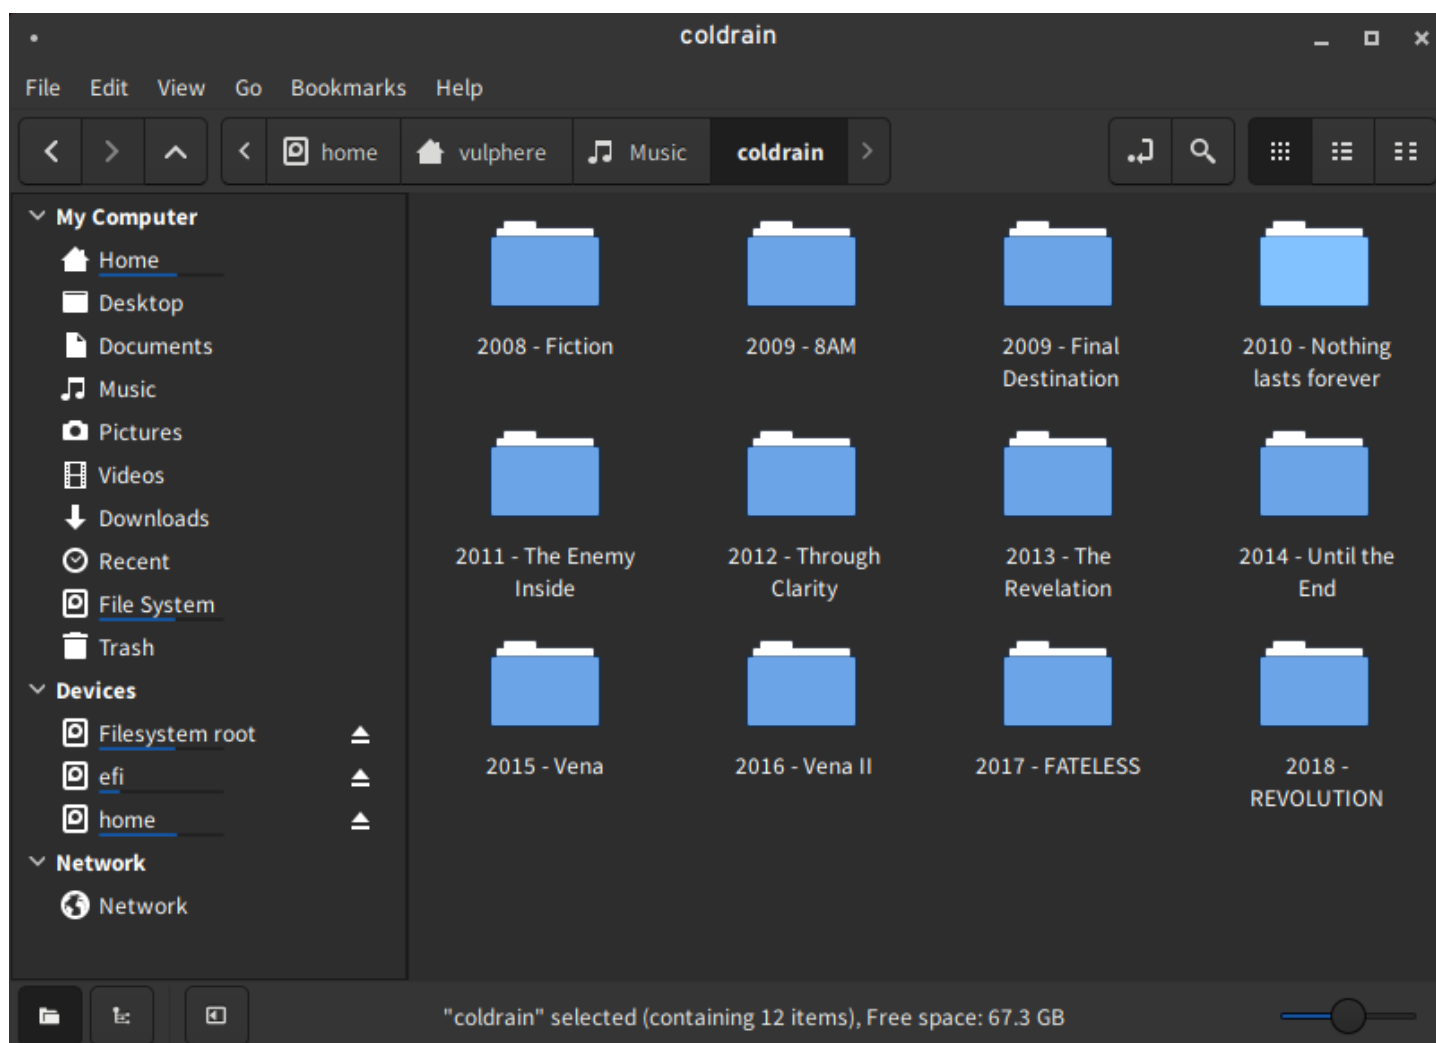 coldrain
File Edit View Go Bookmarks Help
home vulphere Music coldrain
My Computer
Home
Desktop
Documents
Music
Pictures
Videos
Downloads
Recent
File System
Trash
Devices
Filesystem root
efi
home
Network
Network
2008 - Fiction
2009 - 8AM
2009 - Final
Destination
2010 - Nothing
lasts forever
2011 - The Enemy
Inside
2012 - Through
Clarity
2013 - The
Revelation
2014 - Until the
End
2015 - Vena
2016 - Vena II
2017 - FATELESS
2018 -
REVOLUTION
"coldrain" selected (containing 12 items), Free space: 67.3 GB